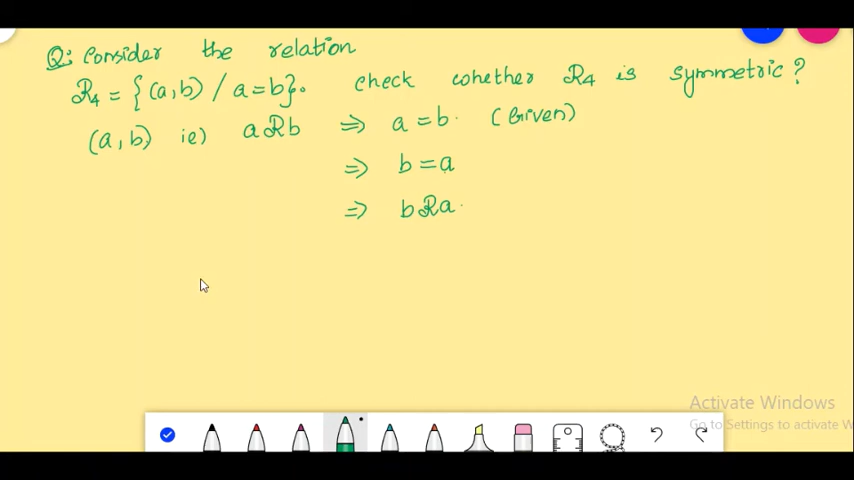 Q: Consider the relation
R4 = {(a,b) / a=b}. check whether R4 is symmetric?
(a,b) ie) aRb ⇒ a=b. (Given)
⇒ b=a
⇒ bRa.
Activate Windows
Go to Settings to activate W